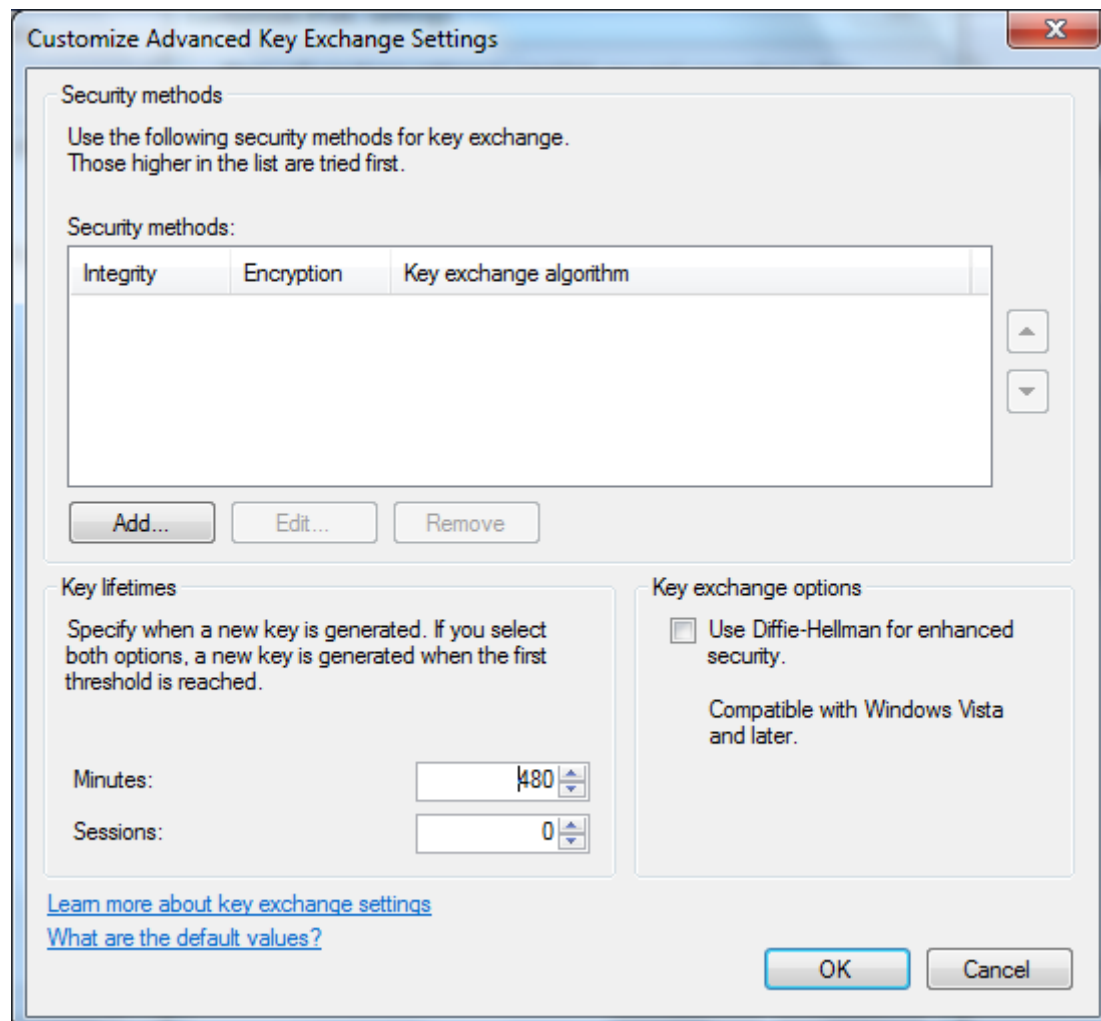 Customize Advanced Key Exchange Settings
Security methods
Use the following security methods for key exchange.
Those higher in the list are tried first.
Security methods:
Integrity Encryption Key exchange algorithm
Add... Edit... Remove
Key lifetimes
Specify when a new key is generated. If you select
both options, a new key is generated when the first
threshold is reached.
Minutes: 480
Sessions: 0
Key exchange options
Use Diffie-Hellman for enhanced
security.
Compatible with Windows Vista
and later.
Learn more about key exchange settings
What are the default values?
OK Cancel